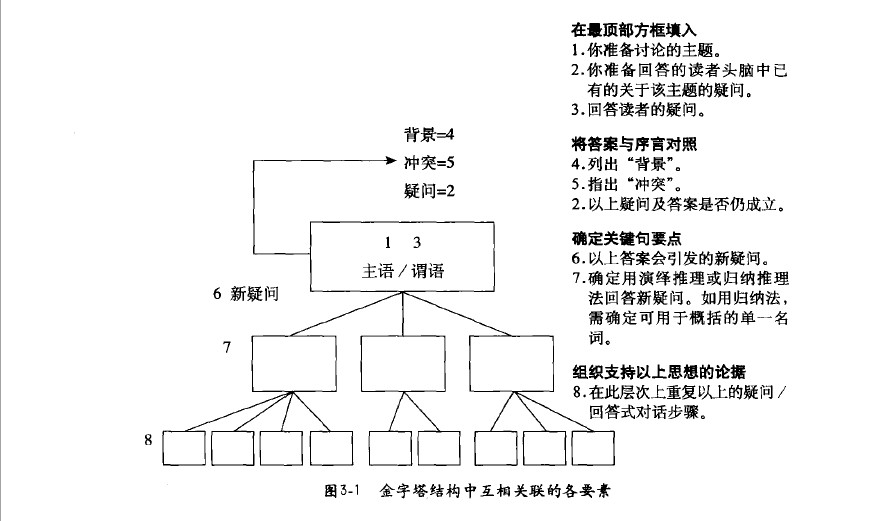 在最顶部方框填入
1.你准备讨论的主题。
2.你准备回答的读者头脑中已
有的关于该主题的疑问。
3.回答读者的疑问。
将答案与序言对照
4.列出“背景”。
5.指出“冲突”。
2.以上疑问及答案是否仍成立。
确定关键句要点
6.以上答案会引发的新疑问。
7.确定用演绎推理或归纳推理
法回答新疑问。如用归纳法，
需确定可用于概括的单一名
词。
组织支持以上思想的论据
8.在此层次上重复以上的疑问／
回答式对话步骤。
背景=4
冲突=5
疑问=2
1 3
主语／谓语
6 新疑问
7
8
图3-1 金字塔结构中互相关联的各要素